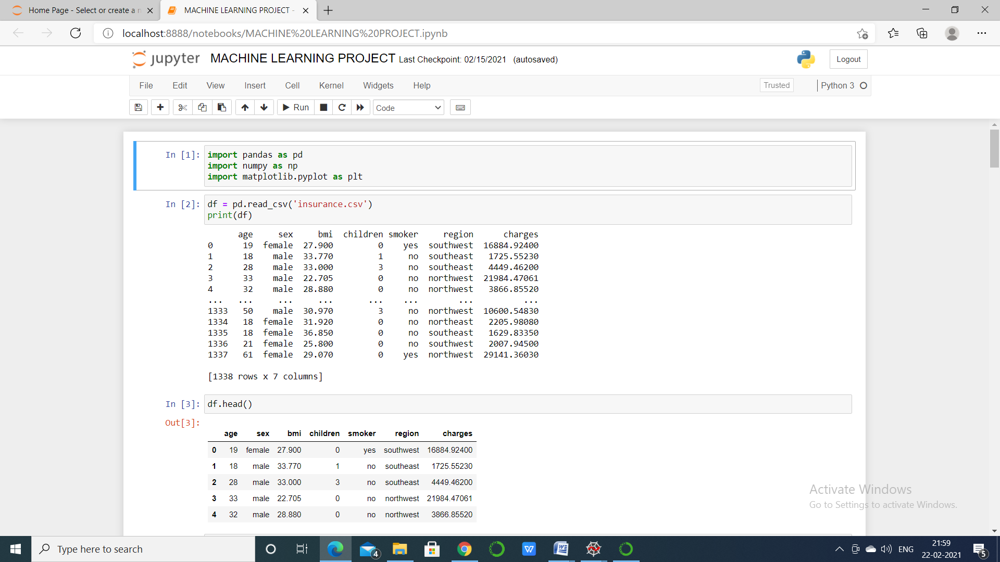 Home Page - Select or create a n
MACHINE LEARNING PROJECT -
localhost:8888/notebooks/MACHINE%20LEARNING%20PROJECT.ipynb
jupyter MACHINE LEARNING PROJECT Last Checkpoint: 02/15/2021 (autosaved)
Logout
File Edit View Insert Cell Kernel Widgets Help
Trusted
Python 3
Run
Code
In [1]: import pandas as pd
import numpy as np
import matplotlib.pyplot as plt
In [2]: df = pd.read_csv('insurance.csv')
print(df)
age sex bmi children smoker region charges
0 19 female 27.900 0 yes southwest 16884.92400
1 18 male 33.770 1 no southeast 1725.55230
2 28 male 33.000 3 no southeast 4449.46200
3 33 male 22.705 0 no northwest 21984.47061
4 32 male 28.880 0 no northwest 3866.85520
... ... ... ... ... ... ... ...
1333 50 male 30.970 3 no northwest 10600.54830
1334 18 female 31.920 0 no northeast 2205.98080
1335 18 female 36.850 0 no southeast 1629.83350
1336 21 female 25.800 0 no southwest 2007.94500
1337 61 female 29.070 0 yes northwest 29141.36030
[1338 rows x 7 columns]
In [3]: df.head()
Out[3]:
age sex bmi children smoker region charges
0 19 female 27.900 0 yes southwest 16884.92400
1 18 male 33.770 1 no southeast 1725.55230
2 28 male 33.000 3 no southeast 4449.46200
3 33 male 22.705 0 no northwest 21984.47061
4 32 male 28.880 0 no northwest 3866.85520
Activate Windows
Go to Settings to activate Windows.
Type here to search
4
W
W
ENG
21:59
22-02-2021
5